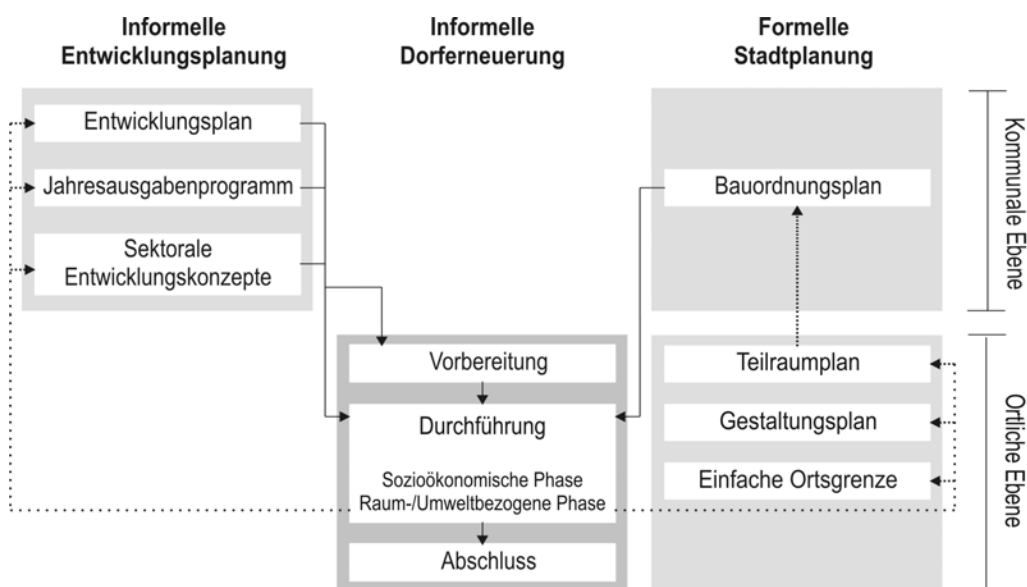 Informelle
Entwicklungsplanung
Informelle
Dorferneuerung
Formelle
Stadtplanung
Entwicklungsplan
Jahresausgabenprogramm
Sektorale
Entwicklungskonzepte
Bauordnungsplan
Kommunale Ebene
Vorbereitung
Durchführung
Sozioökonomische Phase
Raum-/Umweltbezogene Phase
Abschluss
Teilraumplan
Gestaltungsplan
Einfache Ortsgrenze
Örtliche Ebene